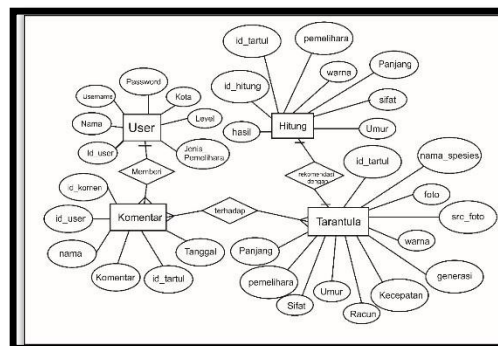 id_tartul
pemelihara
warna
Panjang
id_hitung
sifat
hasil
Hitung
Umur
Password
Username
Kota
Nama
User
Level
Id_user
Jenis
Pemelihara
Memberi
rekomendasi
dengan
id_tartul
nama_spesies
foto
src_foto
id_komen
id_user
Komentar
terhadap
Tarantula
warna
nama
Tanggal
Panjang
generasi
Komentar
id_tartul
pemelihara
Sifat
Umur
Racun
Kecepatan